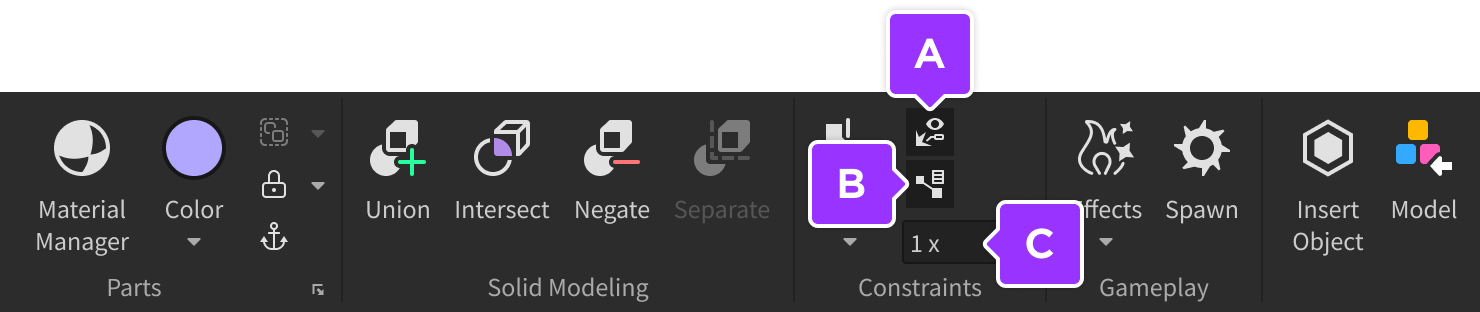 A
B
C
Material
Manager
Color
Union
Intersect
Negate
Separate
1 x
ffects
Spawn
Insert
Object
Model
Parts
Solid Modeling
Constraints
Gameplay